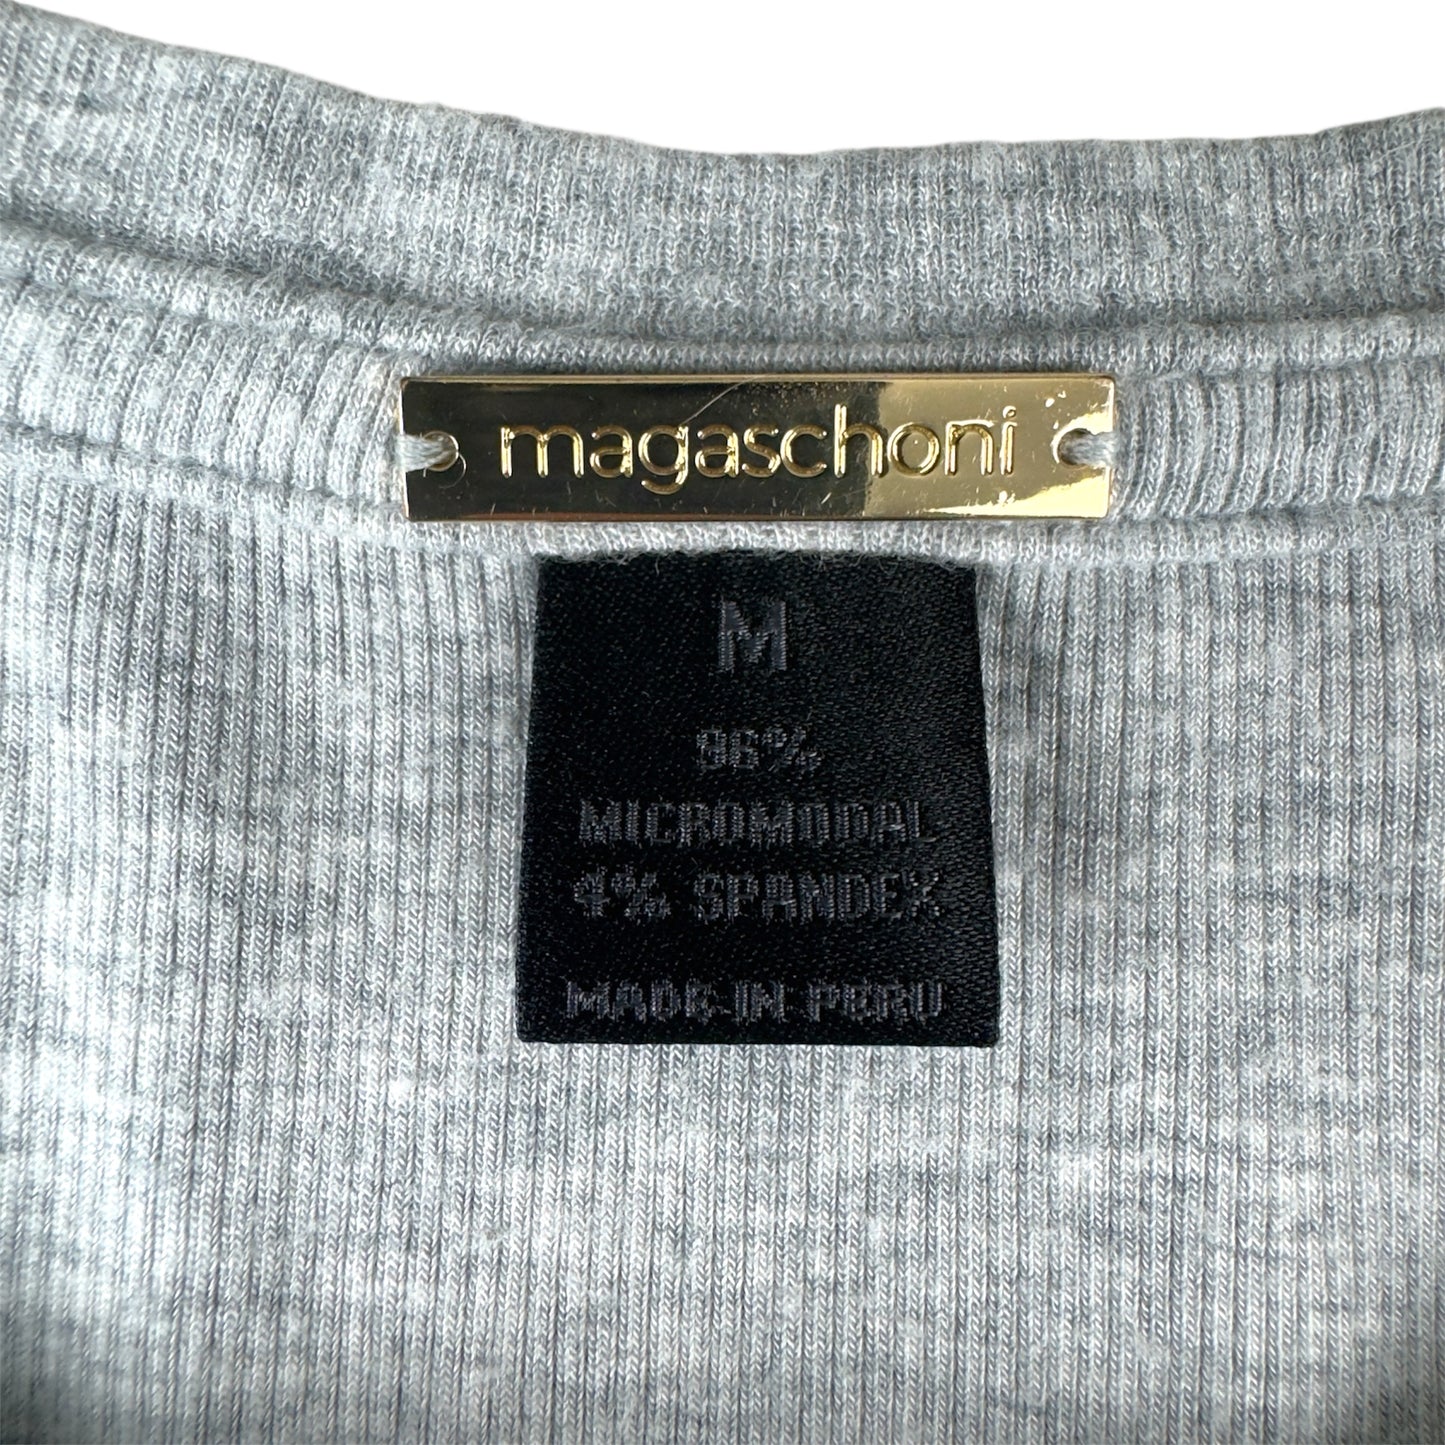 magaschoni
M
96%
MICROMODAL
4% SPANDEX
MADE IN PERU